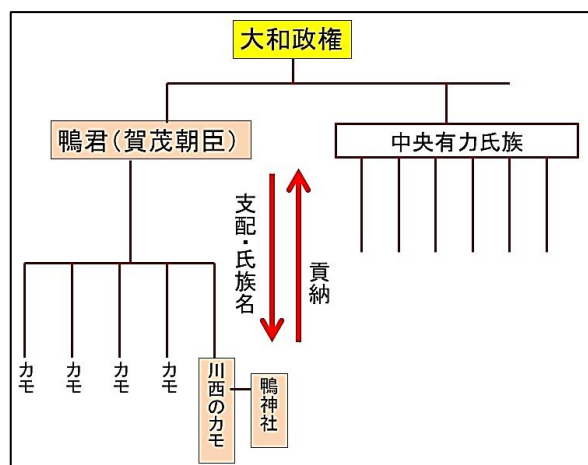 大和政権
鴨君(賀茂朝臣)
中央有力氏族
支配・氏族名
貢納
カモ
カモ
カモ
カモ
川西のカモ
鴨神社